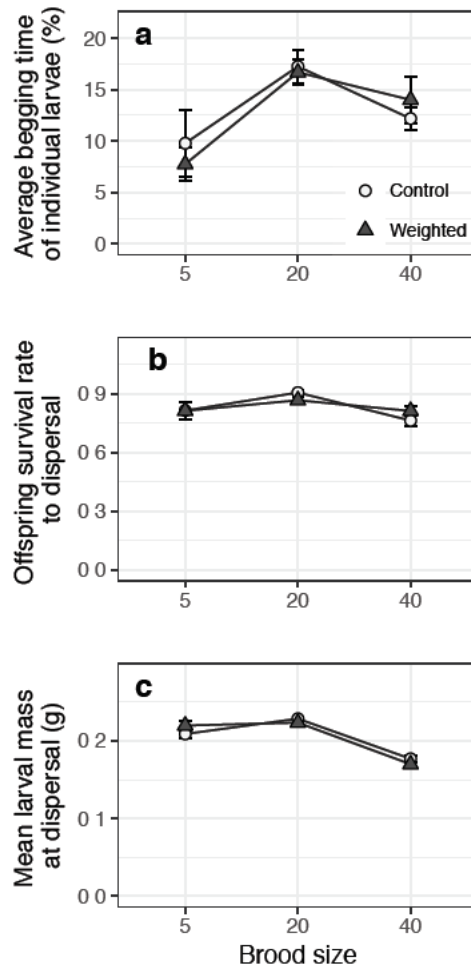 Average begging time
of individual larvae (%)
a
20
15
10
5
0
Control
Weighted
5 20 40
Offspring survival rate
to dispersal
b
0 9
0 6
0 3
0 0
5 20 40
Mean larval mass
at dispersal (g)
c
0 2
0 1
0 0
5 20 40
Brood size